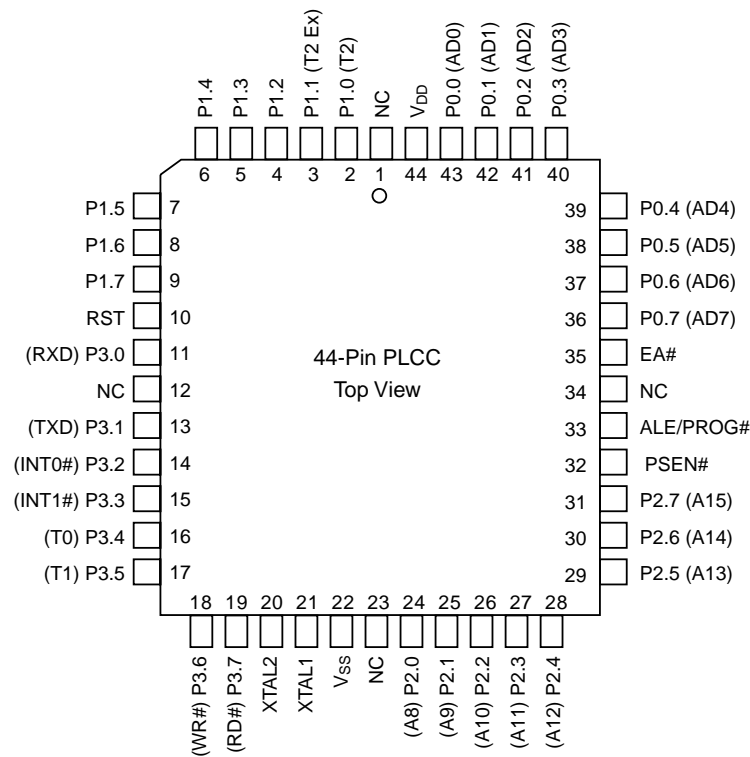 P1.4
P1.3
P1.2
P1.1 (T2 Ex)
P1.0 (T2)
NC
VDD
P0.0 (AD0)
P0.1 (AD1)
P0.2 (AD2)
P0.3 (AD3)
6 5 4 3 2 1 44 43 42 41 40
P1.5 7
P1.6 8
P1.7 9
RST 10
(RXD) P3.0 11
NC 12
(TXD) P3.1 13
(INT0#) P3.2 14
(INT1#) P3.3 15
(T0) P3.4 16
(T1) P3.5 17
44-Pin PLCC
Top View
39 P0.4 (AD4)
38 P0.5 (AD5)
37 P0.6 (AD6)
36 P0.7 (AD7)
35 EA#
34 NC
33 ALE/PROG#
32 PSEN#
31 P2.7 (A15)
30 P2.6 (A14)
29 P2.5 (A13)
18 19 20 21 22 23 24 25 26 27 28
(WR#) P3.6
(RD#) P3.7
XTAL2
XTAL1
VSS
NC
(A8) P2.0
(A9) P2.1
(A10) P2.2
(A11) P2.3
(A12) P2.4